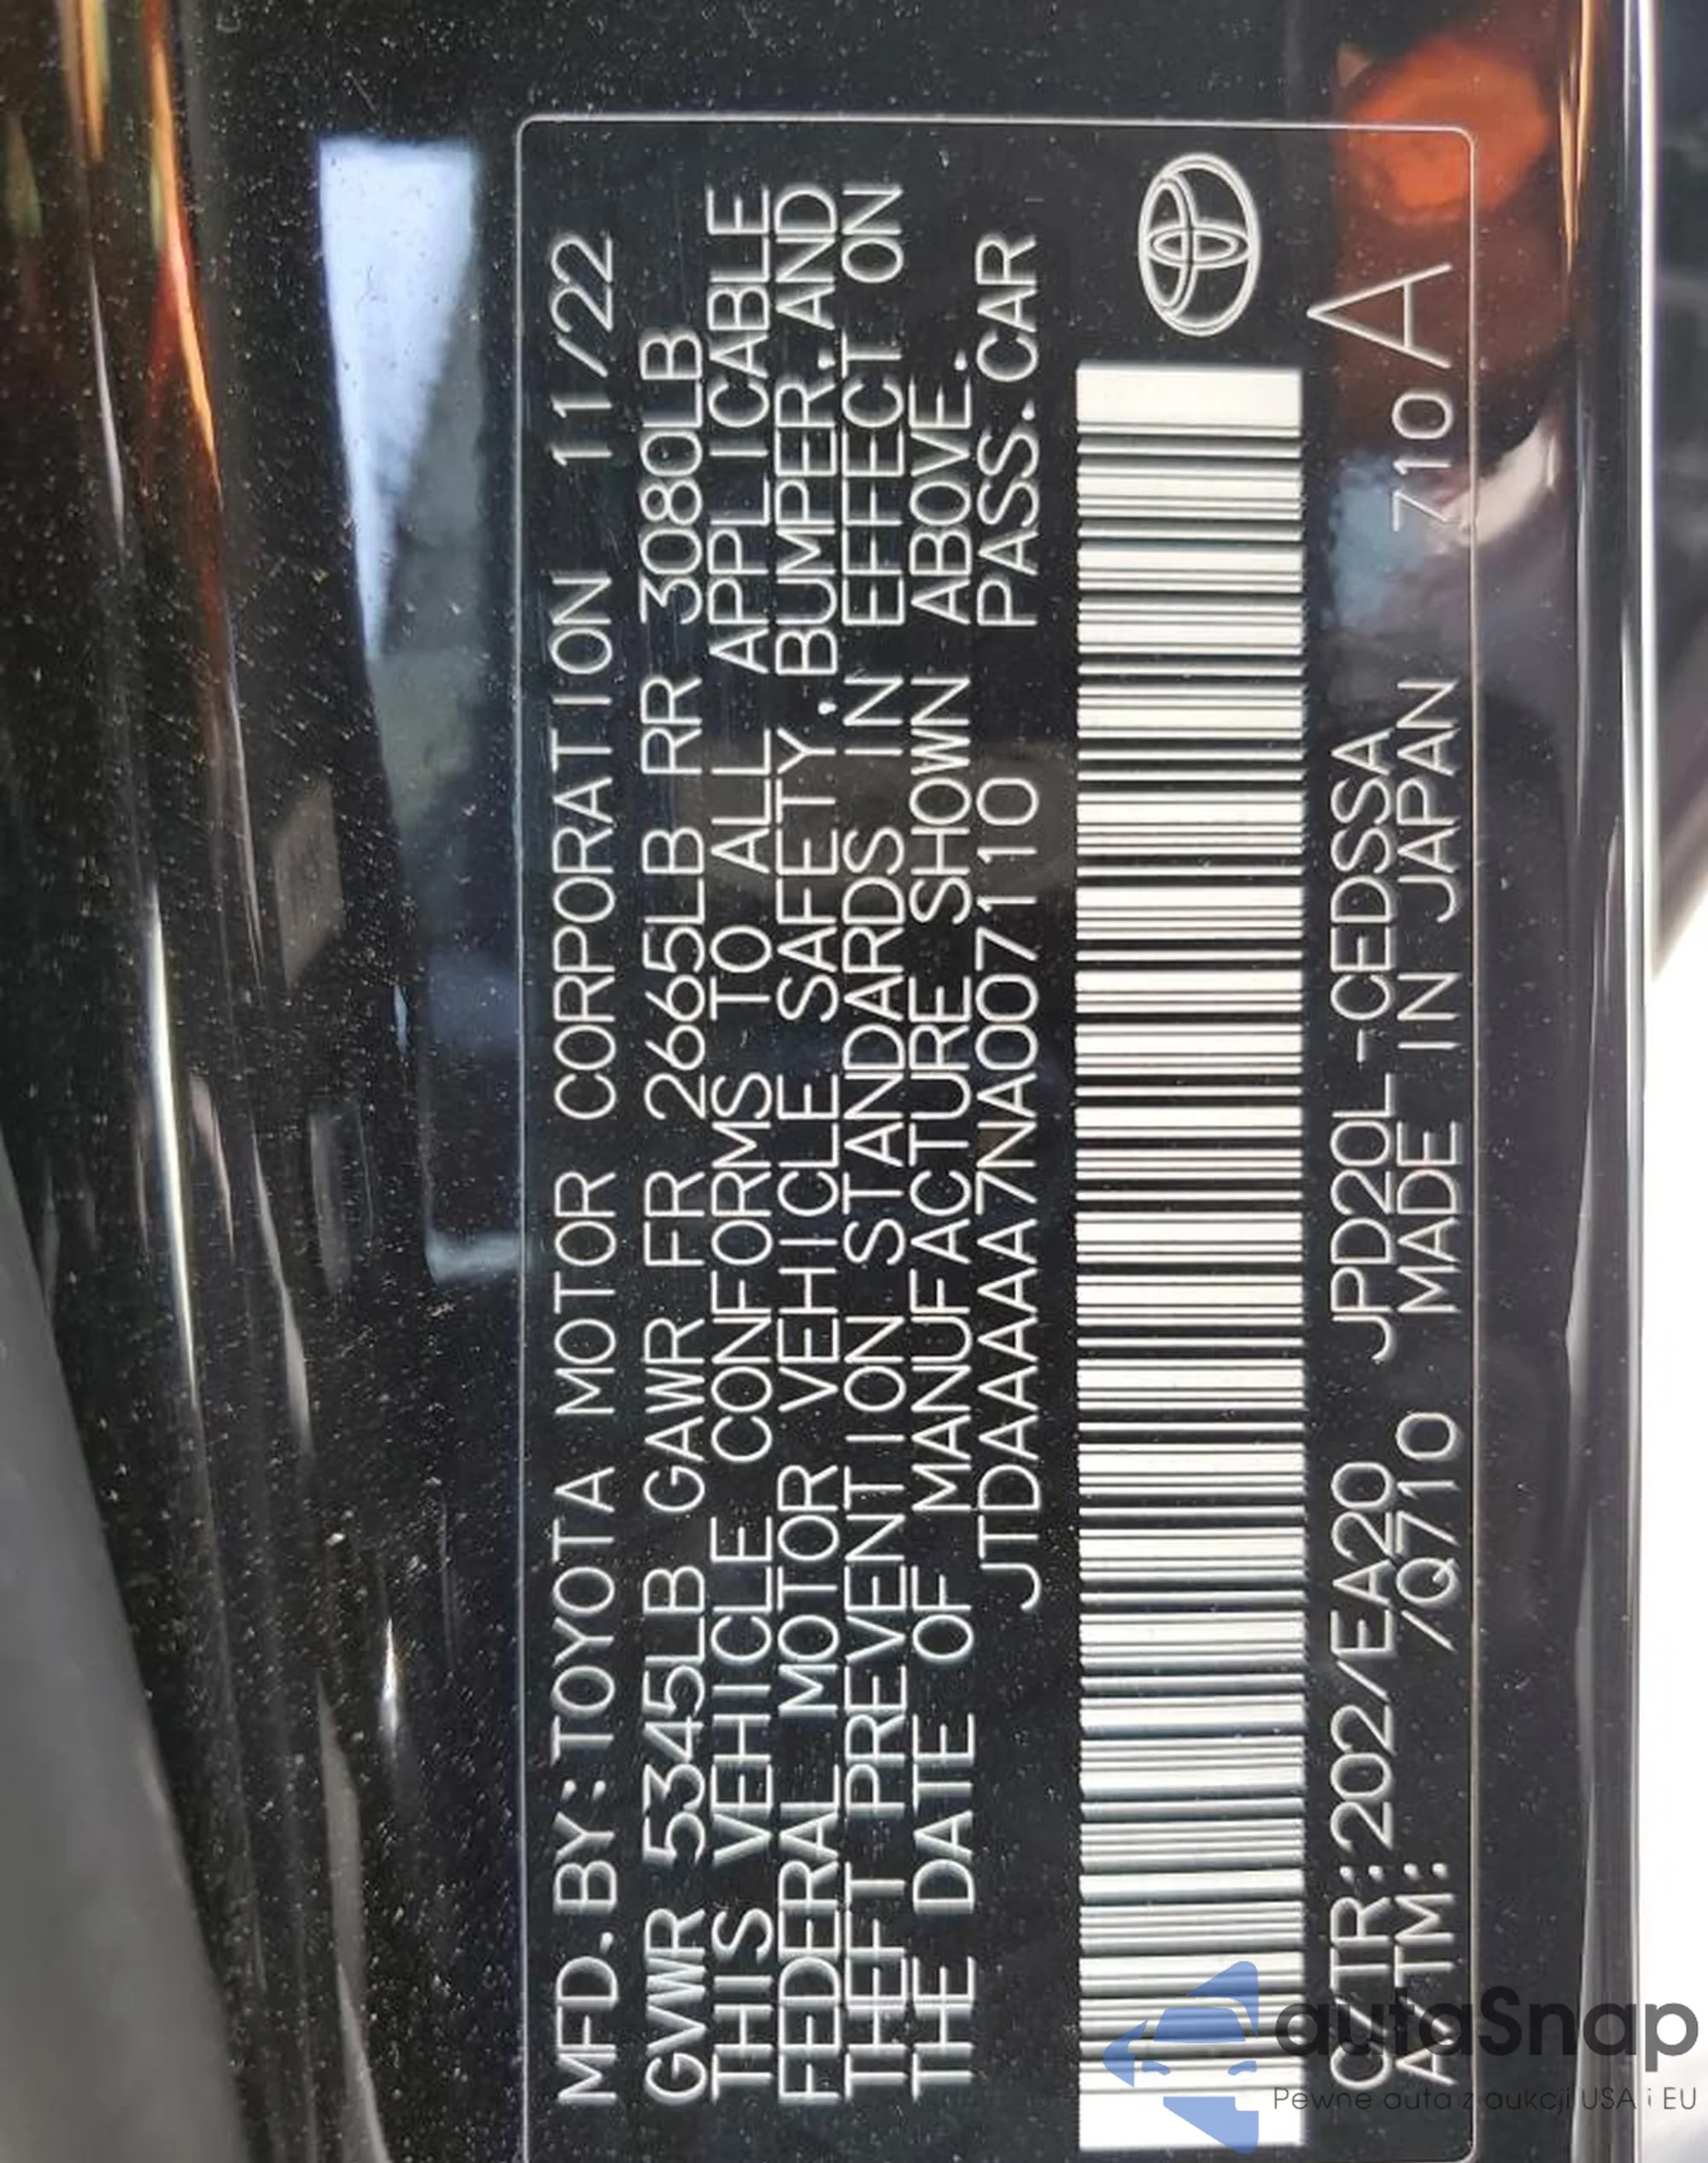 MFD.BY:TOYOTA MOTOR CORPORATION 11/22
GVWR 5345LB GAWR FR 2665LB RR 3080LB
THIS VEHICLE CONFORMS TO ALL APPLICABLE
FEDERAL MOTOR VEHICLE SAFETY.BUMPER.AND
THEFT PREVENTION STANDARDS IN EFFECT ON
THE DATE OF MANUFACTURE SHOWN ABOVE.
JTDAAAAA7NA007110 PASS.CAR
C/TR:202/EA20 JPD20L-CEDSSA
A/TM: /Q710 MADE IN JAPAN 710 A
autaSnap
Pewne auta z aukcji USA i EU